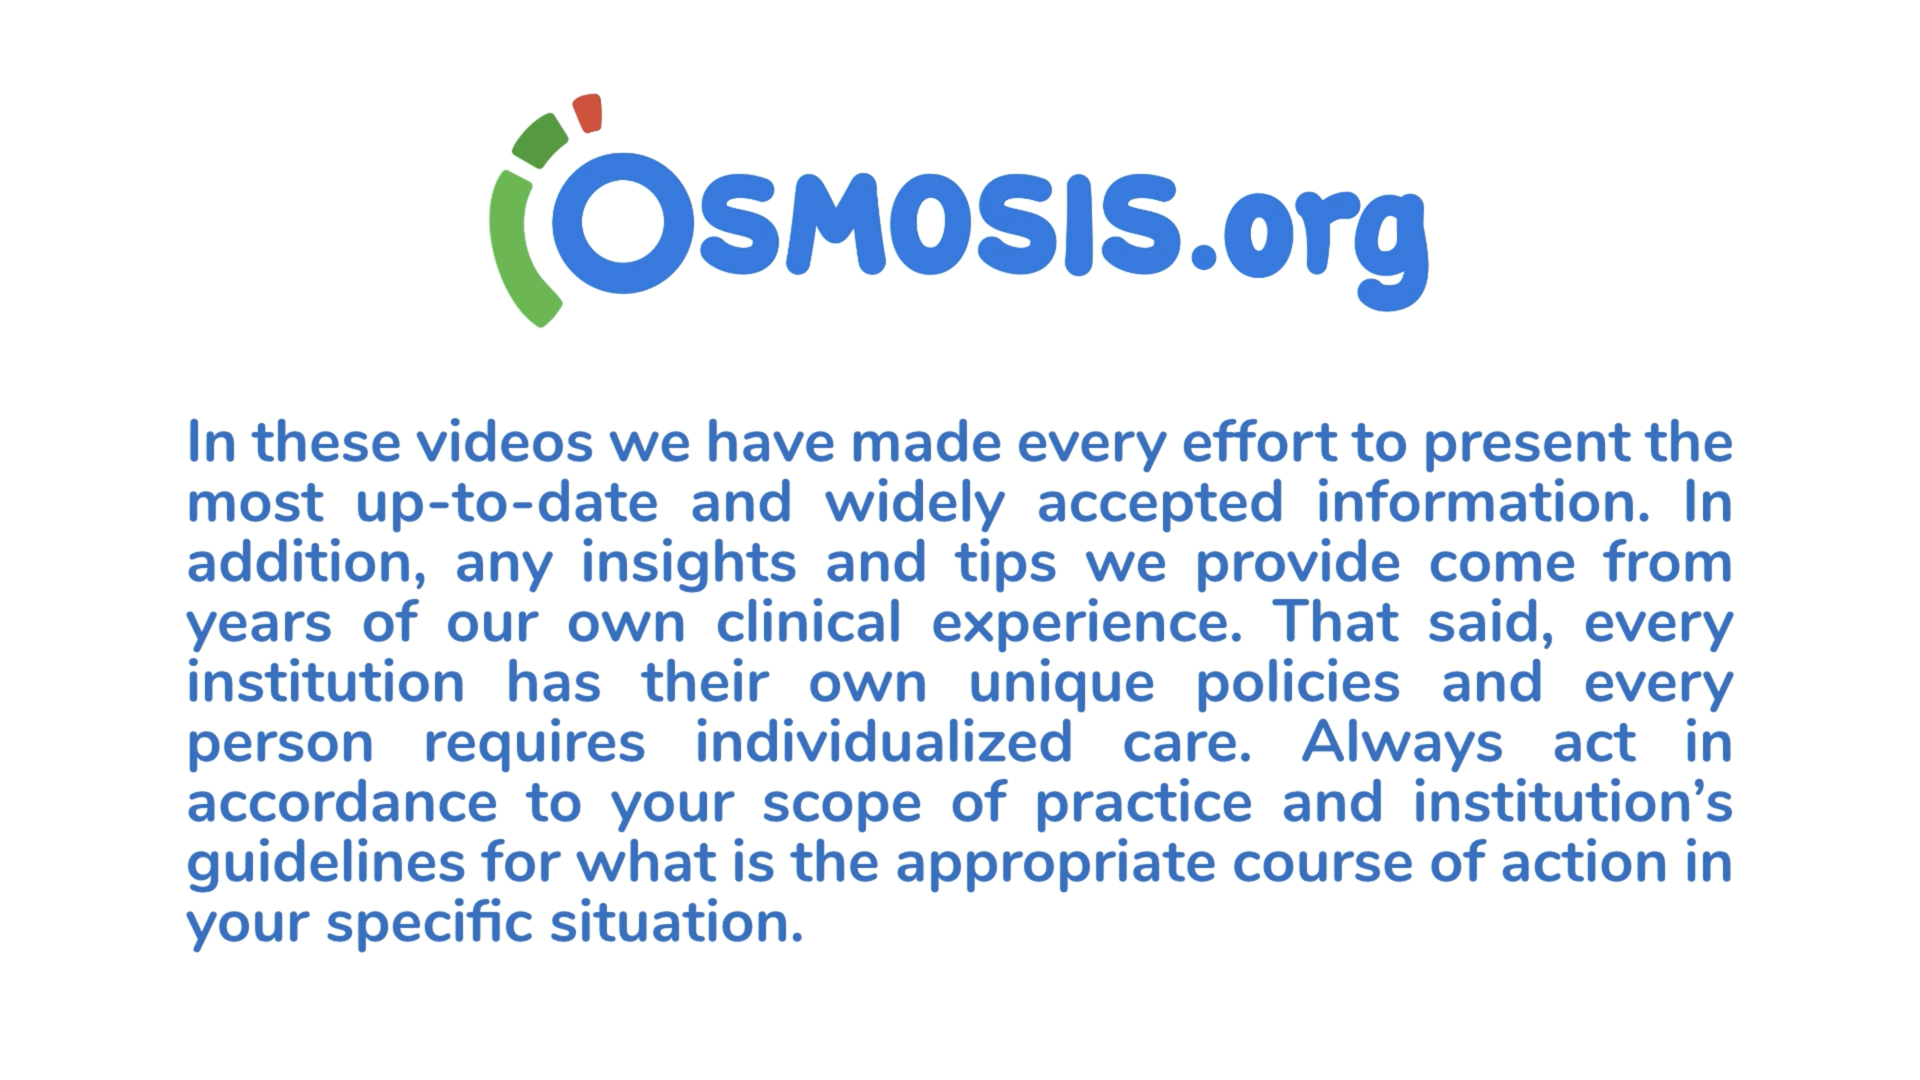 Osmosis.org
In these videos we have made every effort to present the
most up-to-date and widely accepted information. In
addition, any insights and tips we provide come from
years of our own clinical experience. That said, every
institution has their own unique policies and every
person requires individualized care. Always act in
accordance to your scope of practice and institution’s
guidelines for what is the appropriate course of action in
your specific situation.